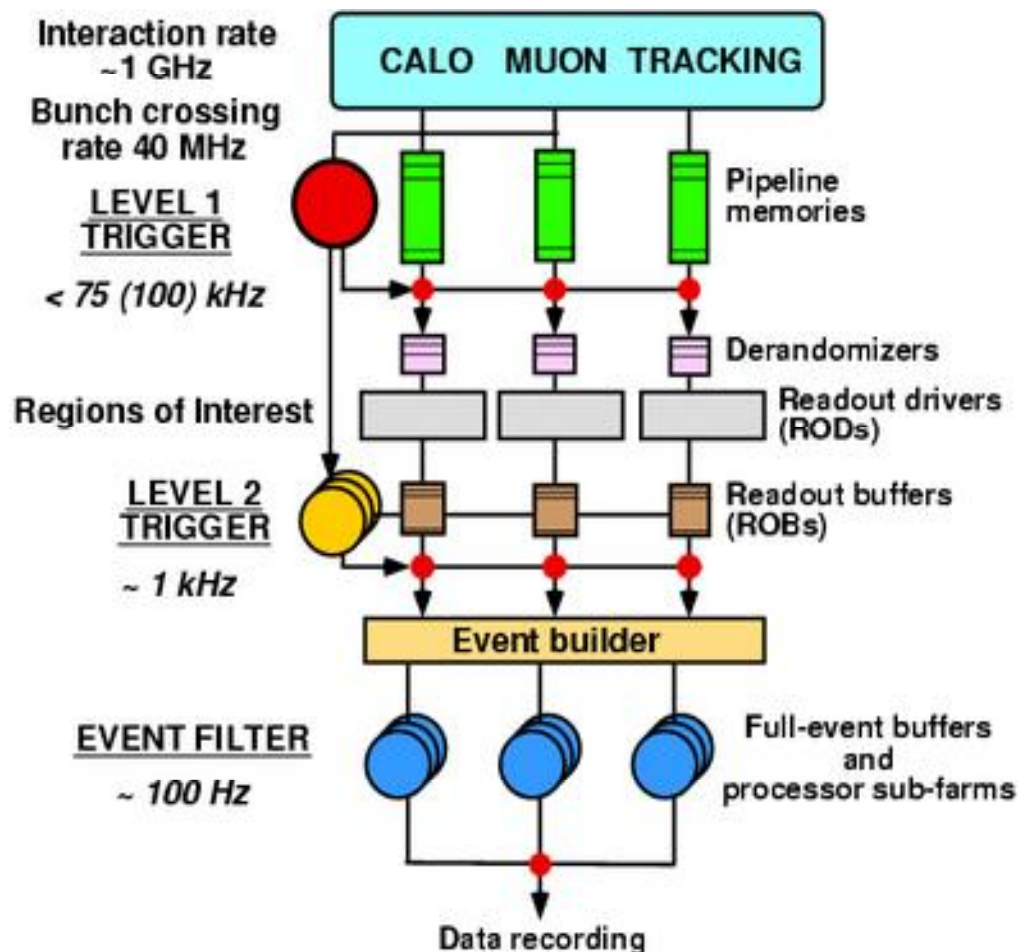 Interaction rate
~1 GHz
CALO MUON TRACKING
Bunch crossing
rate 40 MHz
LEVEL 1
TRIGGER
Pipeline
memories
< 75 (100) kHz
Derandomizers
Regions of Interest
Readout drivers
(RODs)
LEVEL 2
TRIGGER
Readout buffers
(ROBs)
~ 1 kHz
Event builder
EVENT FILTER
~ 100 Hz
Full-event buffers
and
processor sub-farms
Data recording